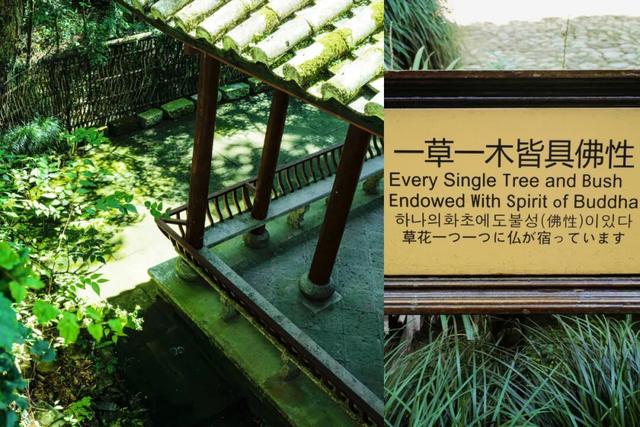 一草一木皆具佛性
Every Single Tree and Bush
Endowed With Spirit of Buddha
하나의화초에도불성(佛性)이있다
草花一つ一つに仏が宿っています